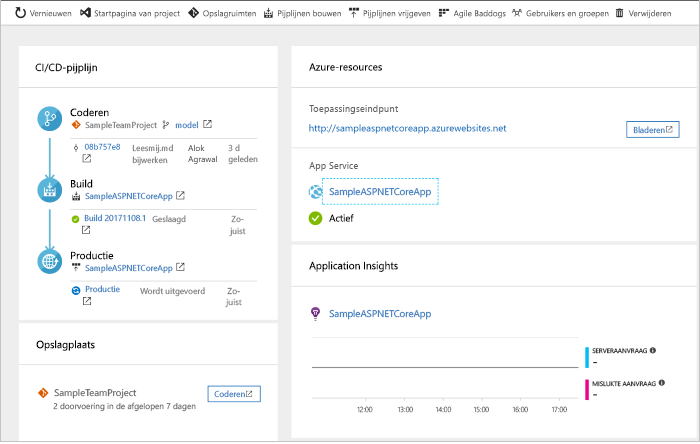 Vernieuwen Startpagina van project Opslagruimten Pijplijnen bouwen Pijplijnen vrijgeven Agile Baddogs Gebruikers en groepen Verwijderen
CI/CD-pijplijn
Coderen
SampleTeamProject model
08b757e8 Leesmij.md bijwerken Alok Agrawal 3 d geleden
Build
SampleASPNETCoreApp
Build 20171108.1 Geslaagd Zo-juist
Productie
SampleASPNETCoreApp
Productie Wordt uitgevoerd Zo-juist
Opslagplaats
SampleTeamProject
2 doorvoering in de afgelopen 7 dagen
Coderen
Azure-resources
Toepassingseindpunt
http://sampleaspnetcoreapp.azurewebsites.net
Bladeren
App Service
SampleASPNETCoreApp
Actief
Application Insights
SampleASPNETCoreApp
SERVERAANVRAAG
--
MISLUKTE AANVRAAG
--
12:00 13:00 14:00 15:00 16:00 17:00